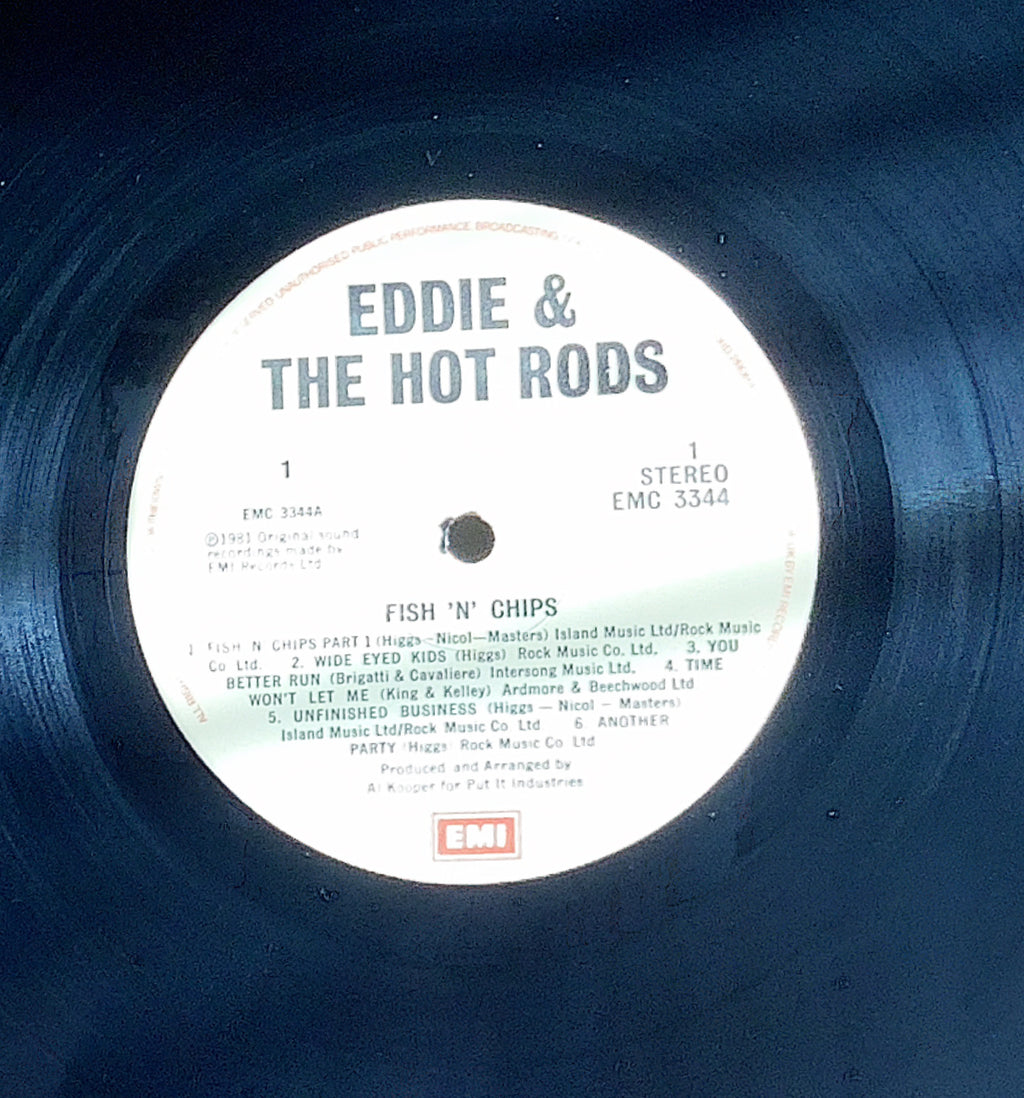 UNAUTHORISED PUBLIC PERFORMANCE BROADCASTING
EDDIE &
THE HOT RODS
1
1
STEREO
EMC 3344
EMC 3344A
℗1981 Original sound
recordings made by
EMI Records Ltd
FISH 'N' CHIPS
1 FISH N CHIPS PART 1 (Higgs—Nicol—Masters) Island Music Ltd/Rock Music
Co Ltd. 2. WIDE EYED KIDS (Higgs) Rock Music Co. Ltd. 3. YOU
BETTER RUN (Brigatti & Cavaliere) Intersong Music Ltd. 4. TIME
WON'T LET ME (King & Kelley) Ardmore & Beechwood Ltd
5. UNFINISHED BUSINESS (Higgs — Nicol — Masters)
Island Music Ltd/Rock Music Co Ltd 6 ANOTHER
PARTY (Higgs) Rock Music Co Ltd
Produced and Arranged by
Al Kooper for Put It Industries
EMI